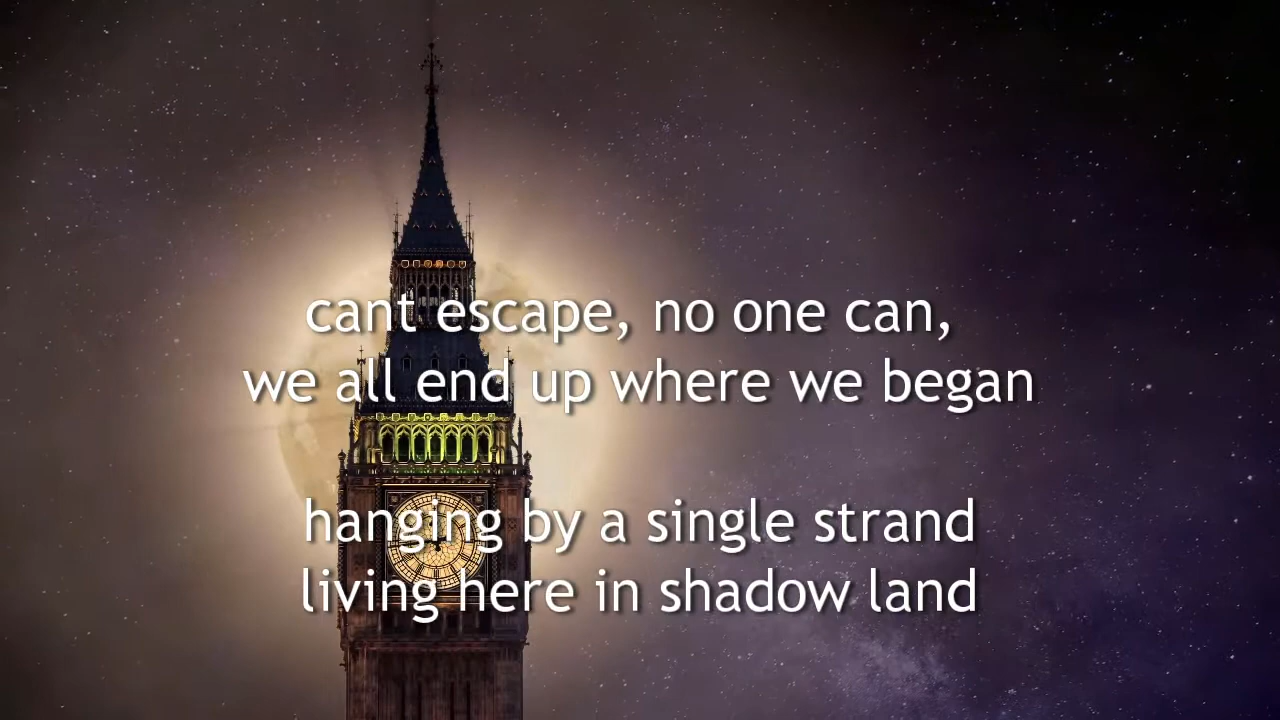 cant escape, no one can,
we all end up where we began
hanging by a single strand
living here in shadow land